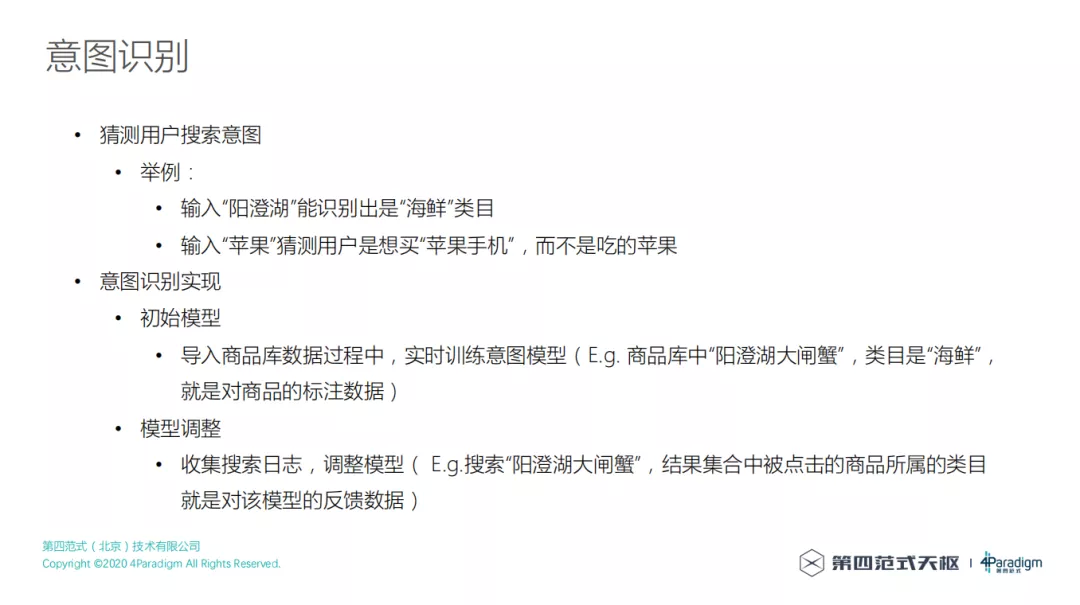 意图识别
• 猜测用户搜索意图
• 举例：
• 输入“阳澄湖”能识别出是“海鲜”类目
• 输入“苹果”猜测用户是想买“苹果手机”，而不是吃的苹果
• 意图识别实现
• 初始模型
• 导入商品库数据过程中，实时训练意图模型（E.g. 商品库中“阳澄湖大闸蟹”，类目是“海鲜”，
就是对商品的标注数据）
• 模型调整
• 收集搜索日志，调整模型（ E.g.搜索“阳澄湖大闸蟹”，结果集合中被点击的商品所属的类目
就是对该模型的反馈数据）
第四范式（北京）技术有限公司
Copyright ©2020 4Paradigm All Rights Reserved.
第四范式天枢 | 4Paradigm
第四范式